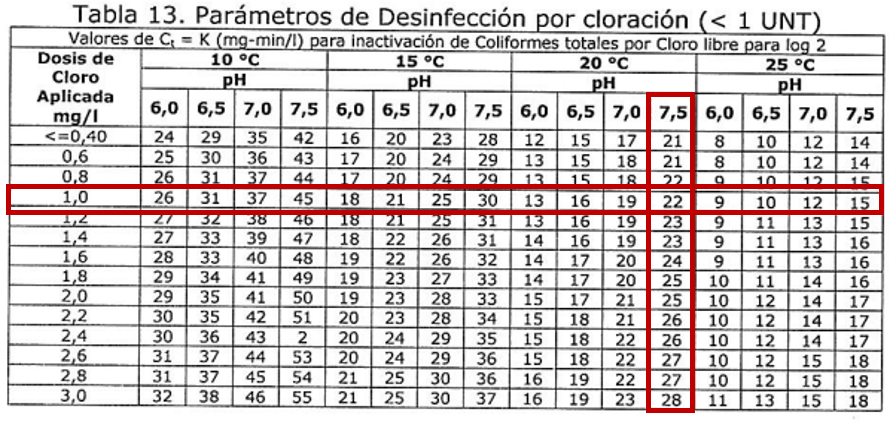 Tabla 13. Parámetros de Desinfección por cloración (< 1 UNT)
Valores de Ct = K (mg-min/l) para inactivación de Coliformes totales por Cloro libre para log 2
Dosis de Cloro Aplicada mg/l 10 °C 15 °C 20 °C 25 °C
pH pH pH pH
6,0 6,5 7,0 7,5 6,0 6,5 7,0 7,5 6,0 6,5 7,0 7,5 6,0 6,5 7,0 7,5
<=0,40 24 29 35 42 16 20 23 28 12 15 17 21 8 10 12 14
0,6 25 30 36 43 17 20 24 29 13 15 18 21 8 10 12 14
0,8 26 31 37 44 17 20 24 29 13 15 18 22 9 10 12 15
1,0 26 31 37 45 18 21 25 30 13 16 19 22 9 10 12 15
1,2 27 32 38 46 18 21 25 31 13 16 19 23 9 11 13 15
1,4 27 33 39 47 18 22 26 31 14 16 19 23 9 11 13 16
1,6 28 33 40 48 19 22 26 32 14 17 20 24 9 11 13 16
1,8 29 34 41 49 19 23 27 33 14 17 20 25 10 11 14 16
2,0 29 35 41 50 19 23 28 33 15 17 21 25 10 12 14 17
2,2 30 35 42 51 20 23 28 34 15 18 21 26 10 12 14 17
2,4 30 36 43 2 20 24 29 35 15 18 22 26 10 12 14 17
2,6 31 37 44 53 20 24 29 36 15 18 22 27 10 12 15 18
2,8 31 37 45 54 21 25 30 36 16 19 22 27 10 12 15 18
3,0 32 38 46 55 21 25 30 37 16 19 23 28 11 13 15 18